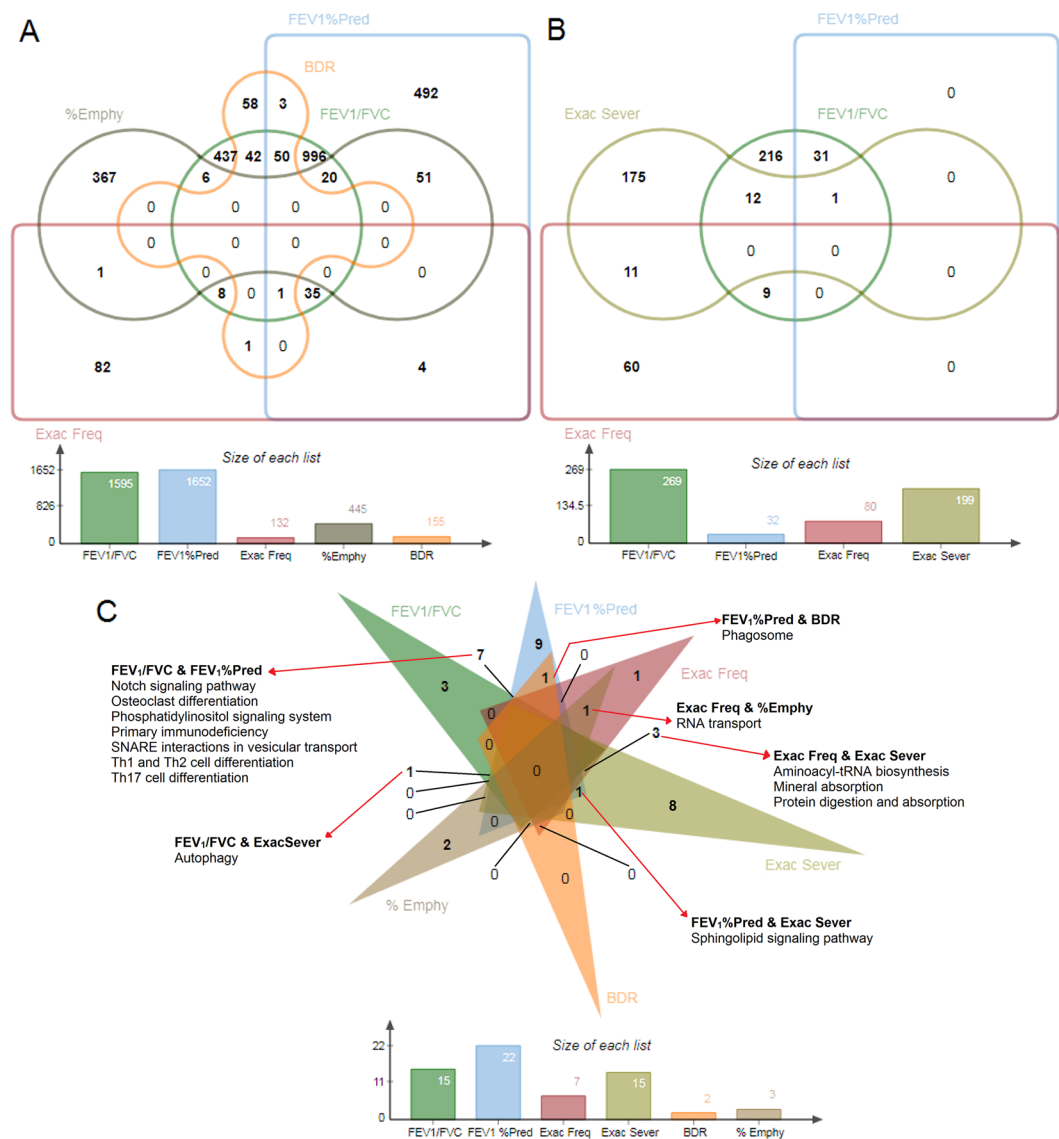 A
FEV1%Pred
BDR
%Emphy
FEV1/FVC
58 3 492
437 42 50 996
367 6 20 51
0 0 0 0
0 0 0 0
1 0 0 0 0
8 0 1 35
1 0
82 4
Exac Freq
Size of each list
1652
826
0
1595
1652
132
445
155
FEV1/FVC FEV1%Pred Exac Freq %Emphy BDR
B
FEV1%Pred
Exac Sever
FEV1/FVC
0
216 31
175 0
12 1
0 0
11 0
9 0
60 0
Exac Freq
Size of each list
269
134.5
0
269
32
80
199
FEV1/FVC FEV1%Pred Exac Freq Exac Sever
C
FEV1/FVC
FEV1%Pred
Exac Freq
Exac Sever
BDR
% Emphy
FEV₁%Pred & BDR
Phagosome
FEV₁/FVC & FEV₁%Pred
Notch signaling pathway
Osteoclast differentiation
Phosphatidylinositol signaling system
Primary immunodeficiency
SNARE interactions in vesicular transport
Th1 and Th2 cell differentiation
Th17 cell differentiation
Exac Freq & %Emphy
RNA transport
Exac Freq & Exac Sever
Aminoacyl-tRNA biosynthesis
Mineral absorption
Protein digestion and absorption
FEV₁/FVC & ExacSever
Autophagy
FEV₁%Pred & Exac Sever
Sphingolipid signaling pathway
9
7 0
3 1 1
0 1
0 3
1 0
0 1 8
0 0
2 0
0 0 0
Size of each list
22
11
0
15
22
7
15
2
3
FEV1/FVC FEV1 %Pred Exac Freq Exac Sever BDR % Emphy